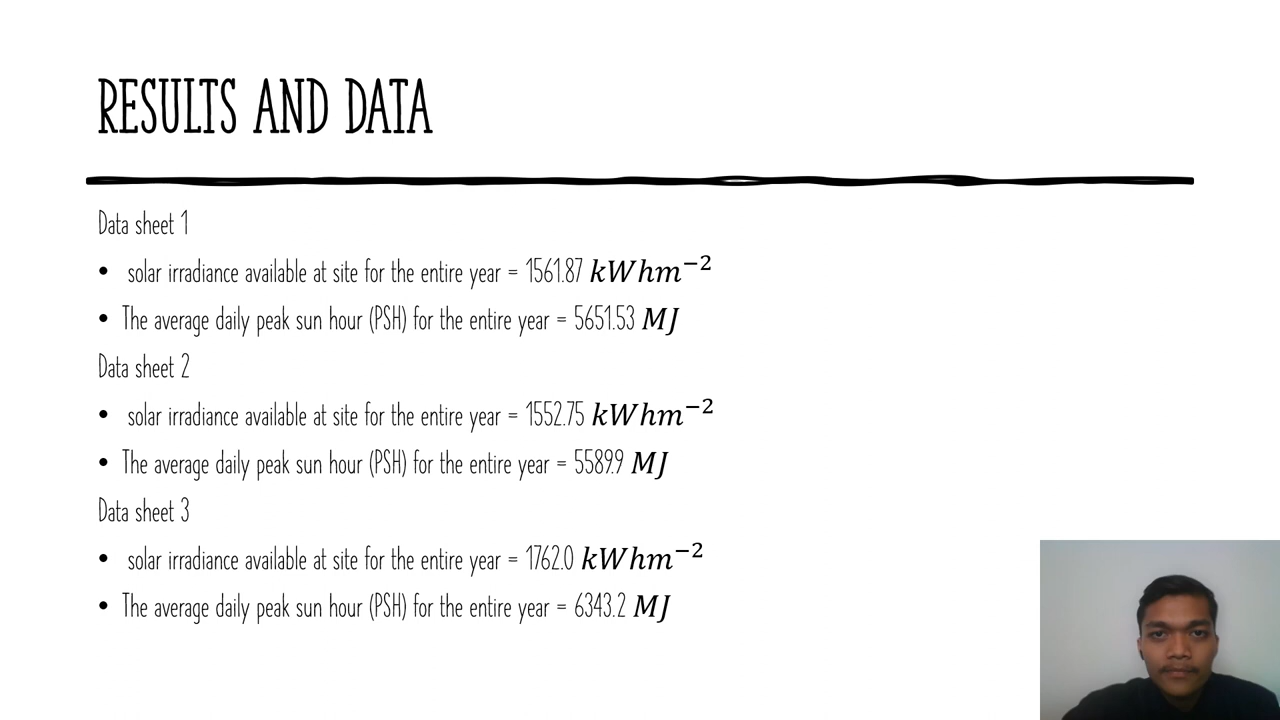 RESULTS AND DATA
Data sheet 1
• solar irradiance available at site for the entire year = 1561.87 kWhm⁻²
• The average daily peak sun hour (PSH) for the entire year = 5651.53 MJ
Data sheet 2
• solar irradiance available at site for the entire year = 1552.75 kWhm⁻²
• The average daily peak sun hour (PSH) for the entire year = 5589.9 MJ
Data sheet 3
• solar irradiance available at site for the entire year = 1762.0 kWhm⁻²
• The average daily peak sun hour (PSH) for the entire year = 6343.2 MJ